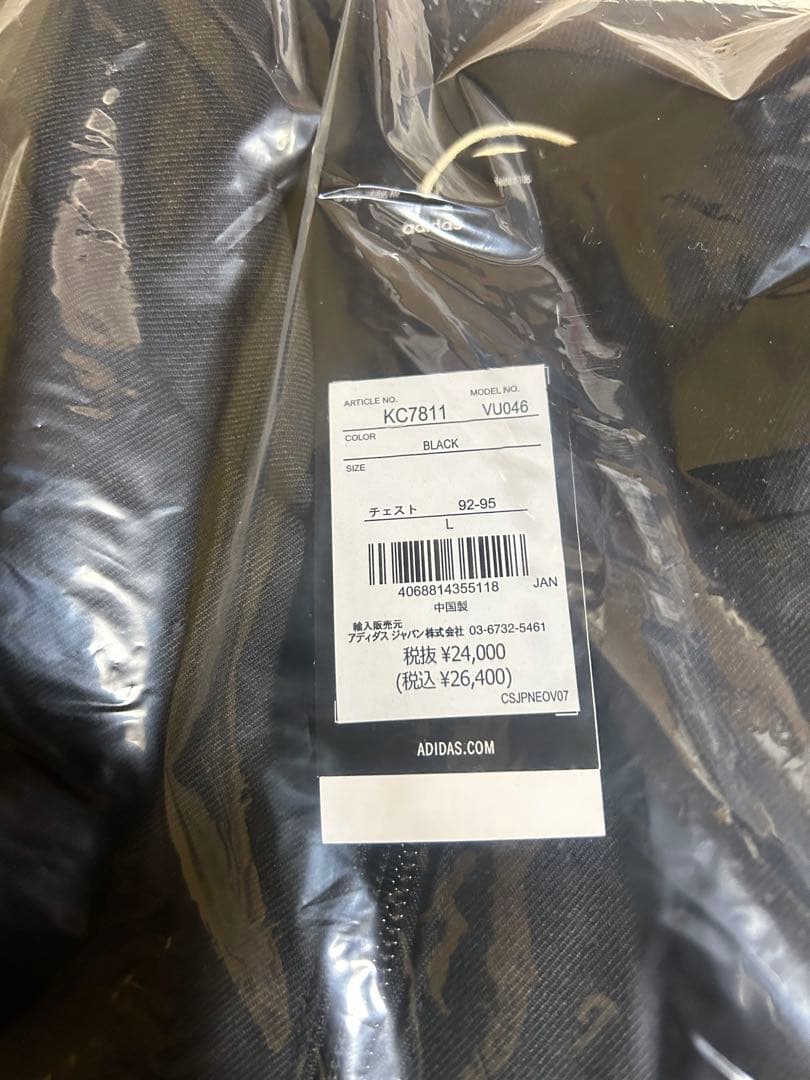 adidas
ARTICLE NO. MODEL NO.
KC7811 VU046
COLOR
BLACK
SIZE
チェスト 92-95
L
4068814355118 JAN
中国製
輸入販売元
アディダス ジャパン株式会社 03-6732-5461
税抜 ¥24,000
(税込 ¥26,400)
CSJPNEOV07
ADIDAS.COM